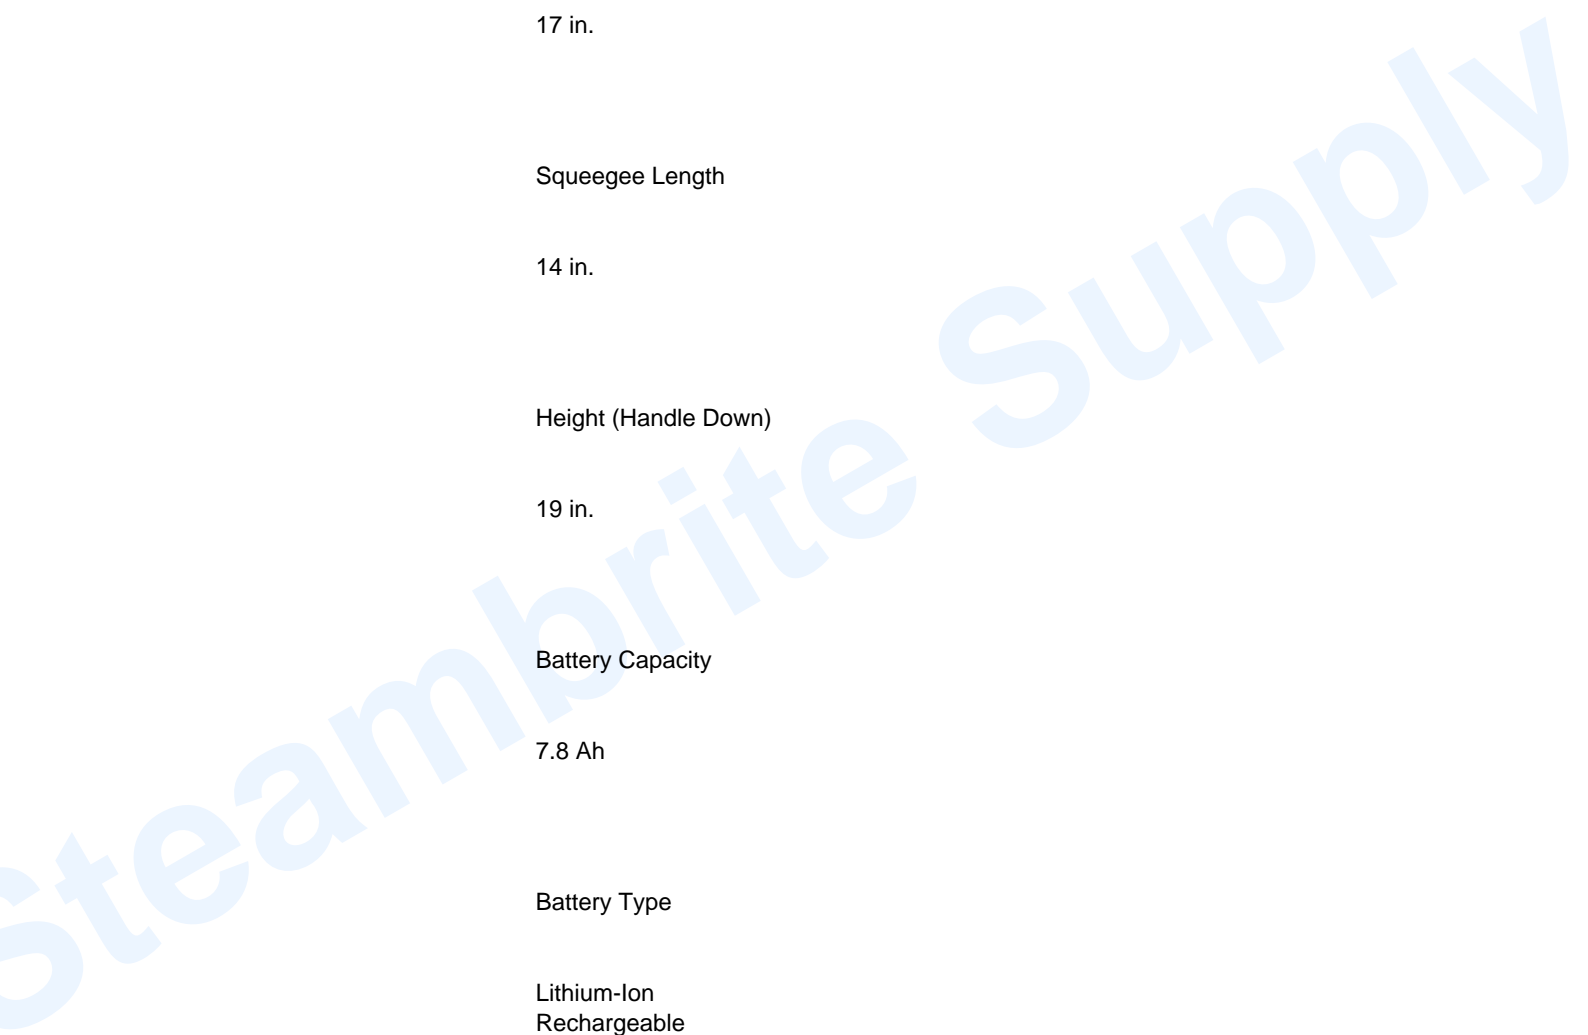 17 in.
Squeegee Length
14 in.
Height (Handle Down)
19 in.
Battery Capacity
7.8 Ah
Battery Type
Lithium-Ion
Rechargeable
Steambrite Supply